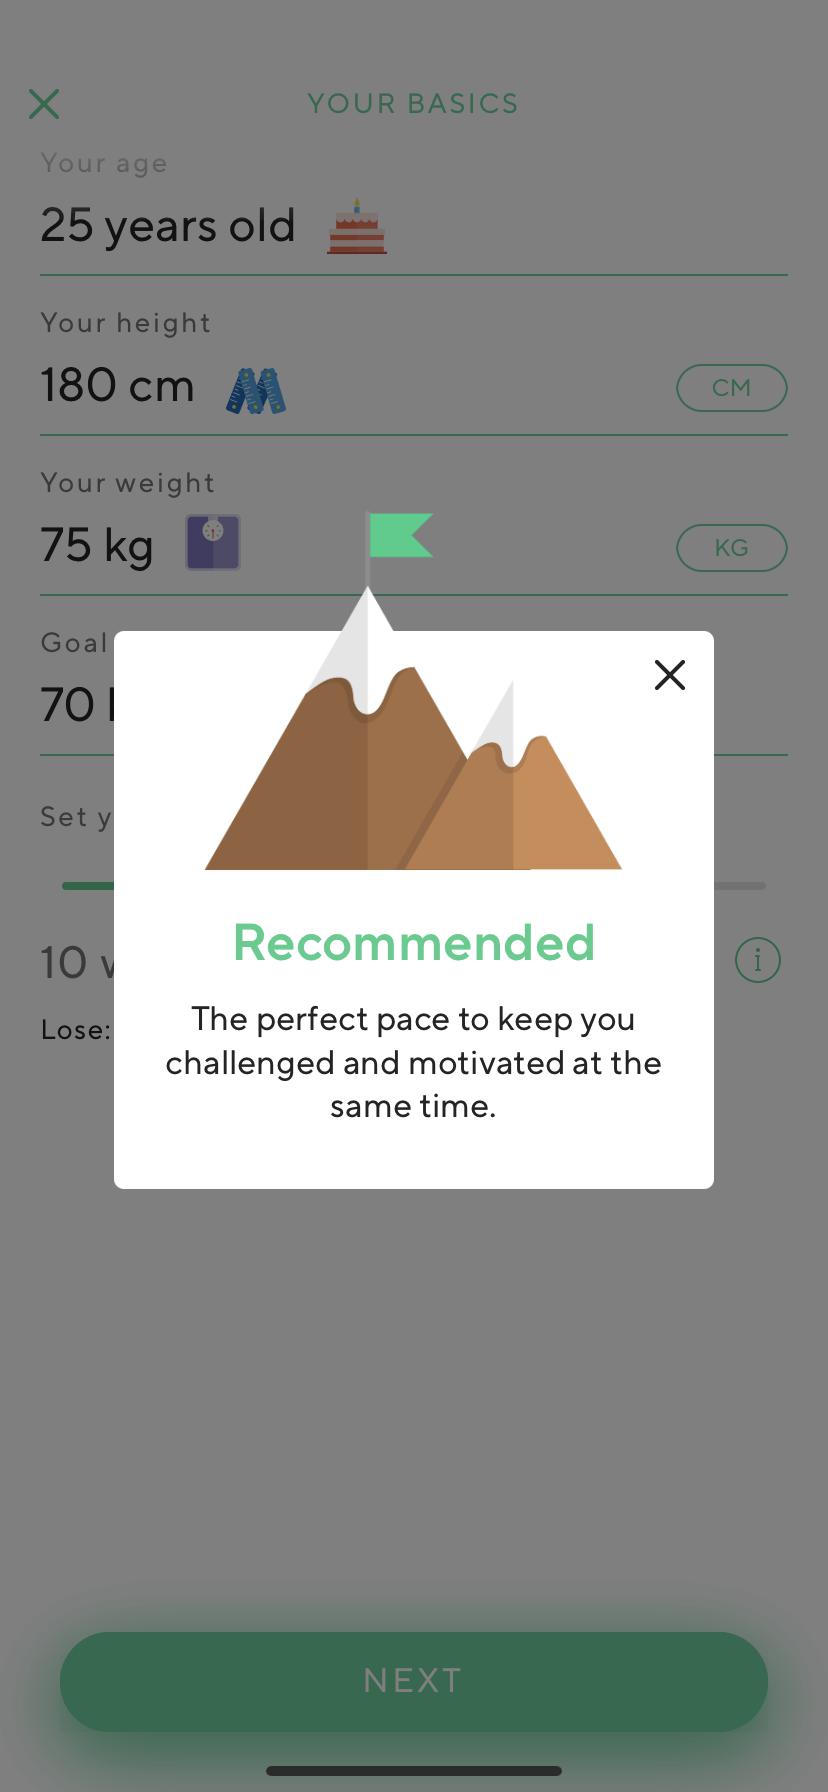 YOUR BASICS
Your age
25 years old
Your height
180 cm
CM
Your weight
75 kg
KG
Goal
70
Set
10
Lose:
Recommended
The perfect pace to keep you
challenged and motivated at the
same time.
NEXT